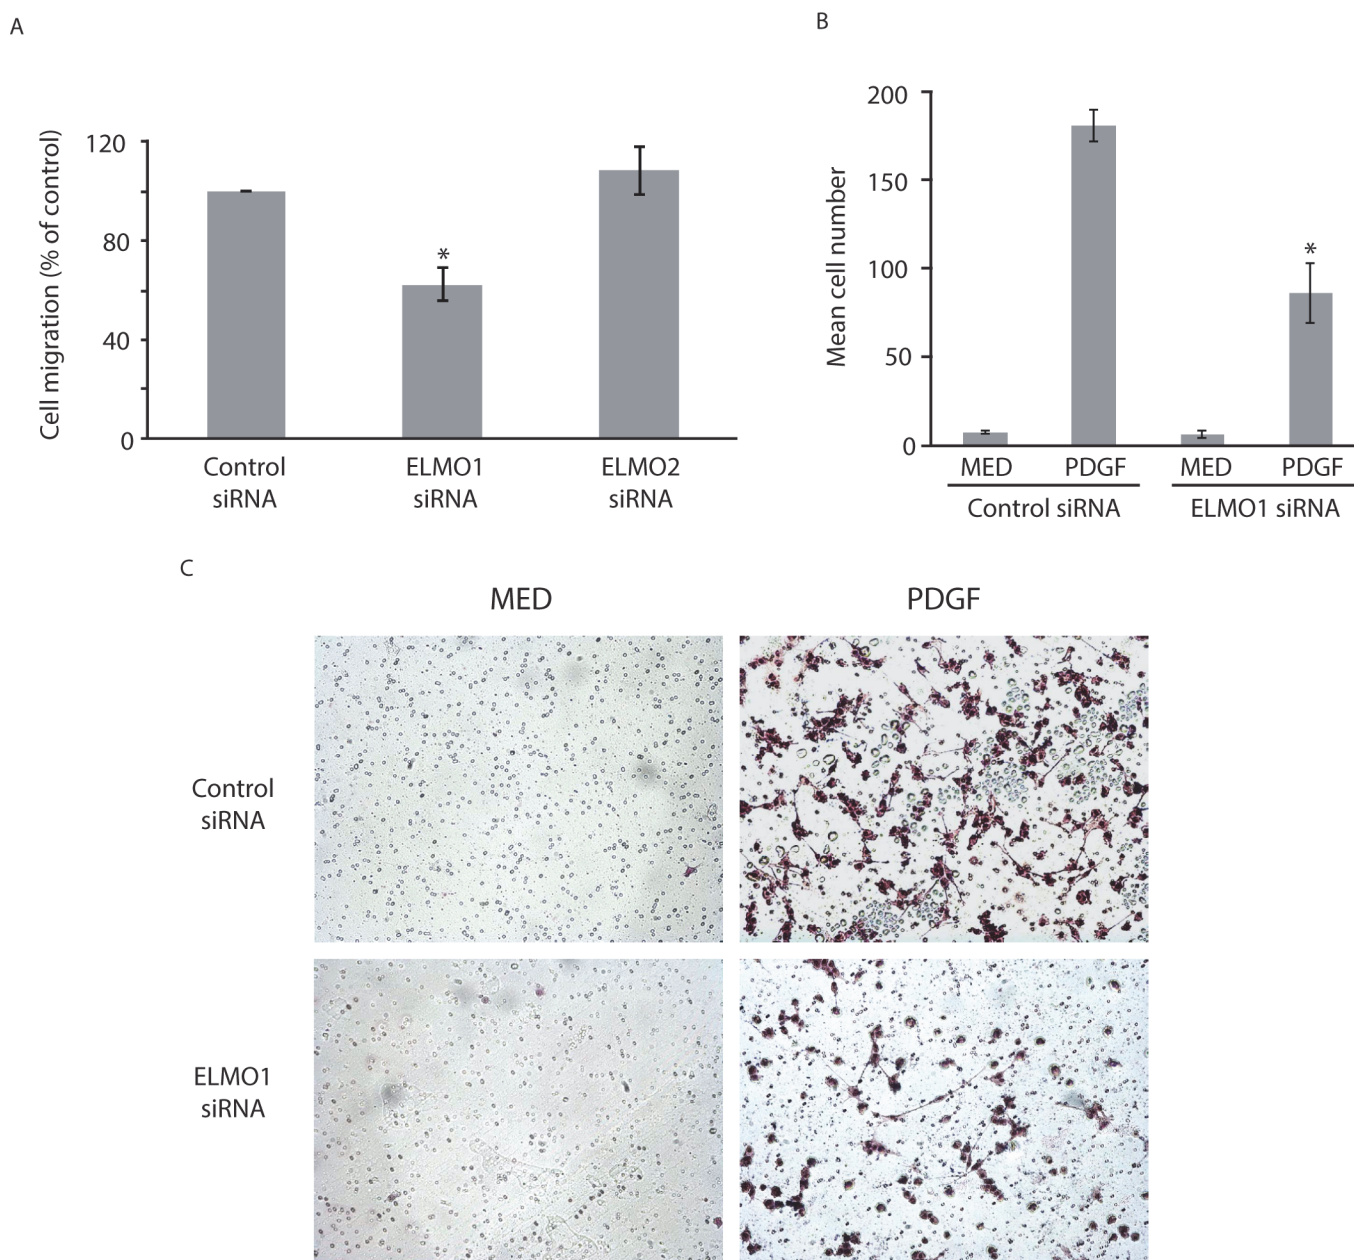 A
Cell migration (% of control)
120
80
40
0
*
Control
siRNA
ELMO1
siRNA
ELMO2
siRNA
B
Mean cell number
200
150
100
50
0
*
MED
PDGF
MED
PDGF
Control siRNA
ELMO1 siRNA
C
MED
PDGF
Control
siRNA
ELMO1
siRNA